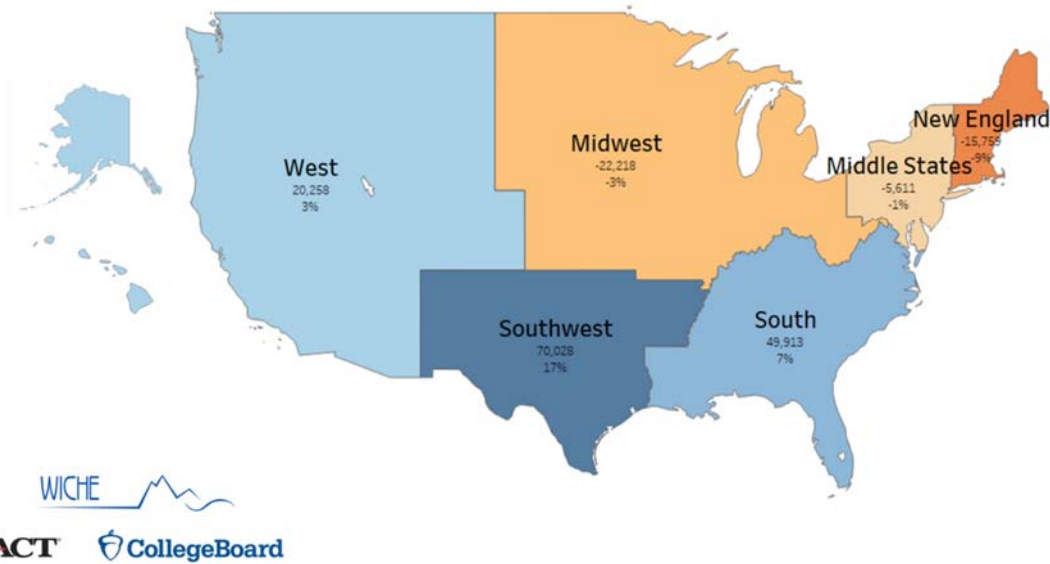 West
20,258
3%
Midwest
-22,218
-3%
New England
-15,759
-9%
Middle States
-5,611
-1%
Southwest
70,028
17%
South
49,913
7%
WICHE
ACT
CollegeBoard